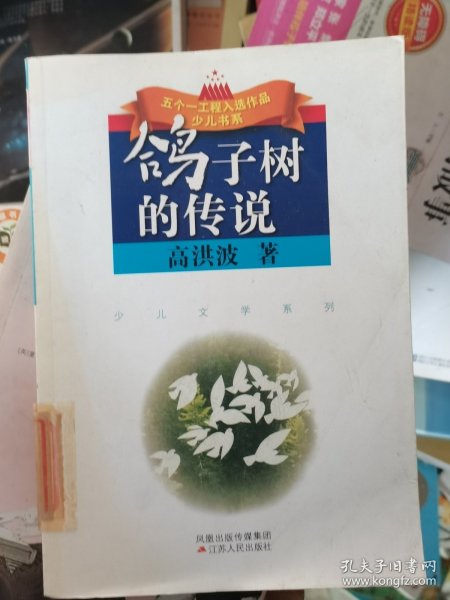 五个一工程入选作品
少儿书系
鸽子树
的传说
高洪波 著
少儿文学系列
凤凰出版传媒集团
江苏人民出版社
故事
孔夫子旧书网
www.kongfz.com